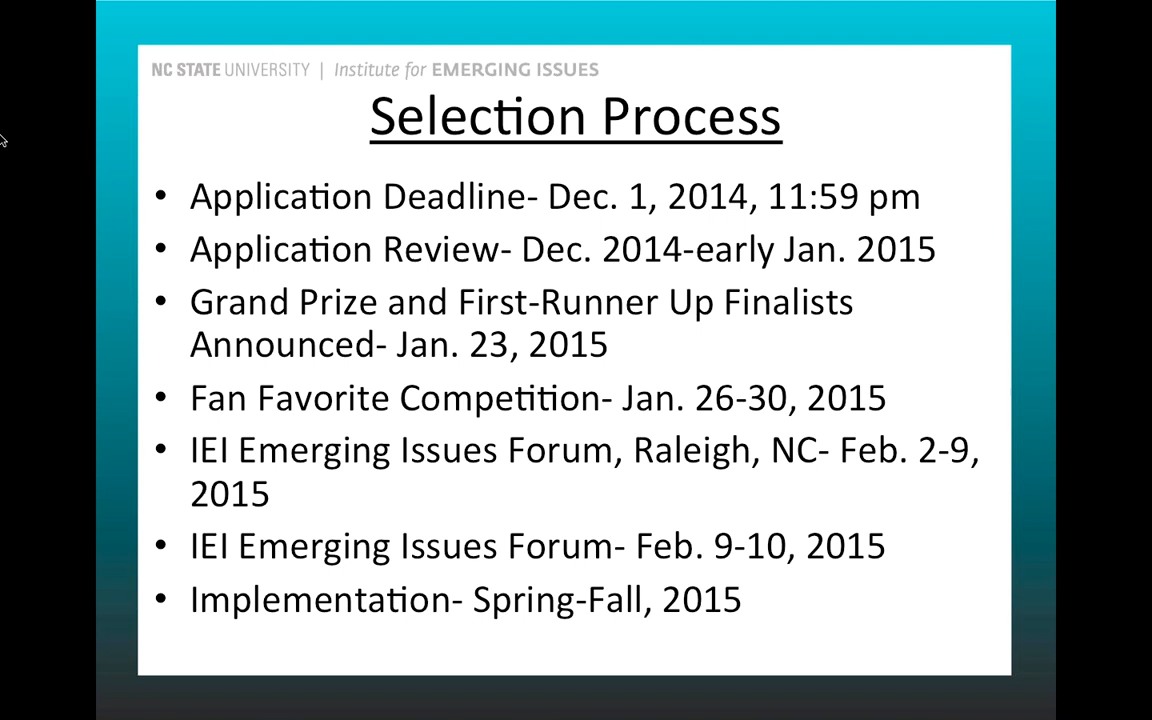 NC STATE UNIVERSITY | Institute for EMERGING ISSUES
Selection Process
• Application Deadline- Dec. 1, 2014, 11:59 pm
• Application Review- Dec. 2014-early Jan. 2015
• Grand Prize and First-Runner Up Finalists
Announced- Jan. 23, 2015
• Fan Favorite Competition- Jan. 26-30, 2015
• IEI Emerging Issues Forum, Raleigh, NC- Feb. 2-9,
2015
• IEI Emerging Issues Forum- Feb. 9-10, 2015
• Implementation- Spring-Fall, 2015